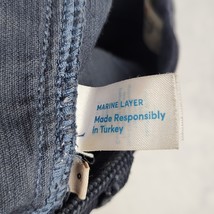 MARINE LAYER
Made Responsibly
in Turkey